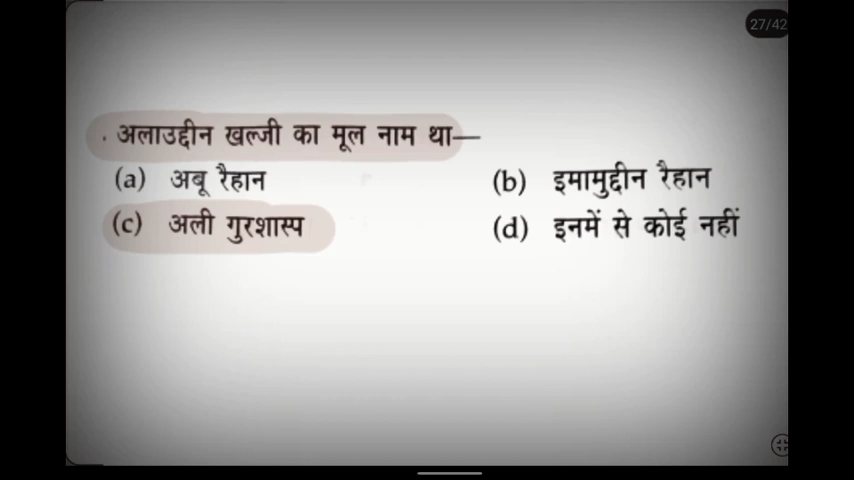 27/42
. अलाउद्दीन खल्जी का मूल नाम था—
(a) अबू रैहान (b) इमामुद्दीन रैहान
(c) अली गुरशास्प (d) इनमें से कोई नहीं